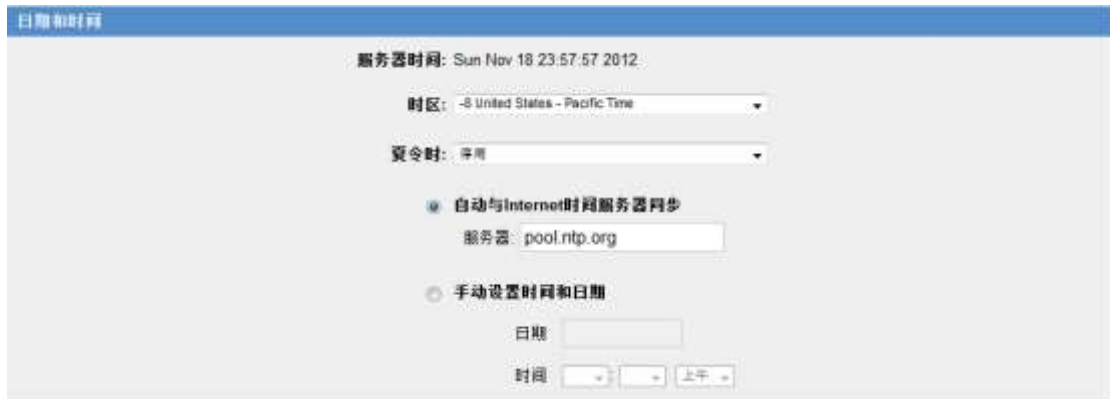 日期和时间
服务器时间: Sun Nov 18 23:57:57 2012
时区: -8 United States - Pacific Time
夏令时: 停用
自动与Internet时间服务器同步
服务器: pool.ntp.org
手动设置时间和日期
日期
时间 : 上午